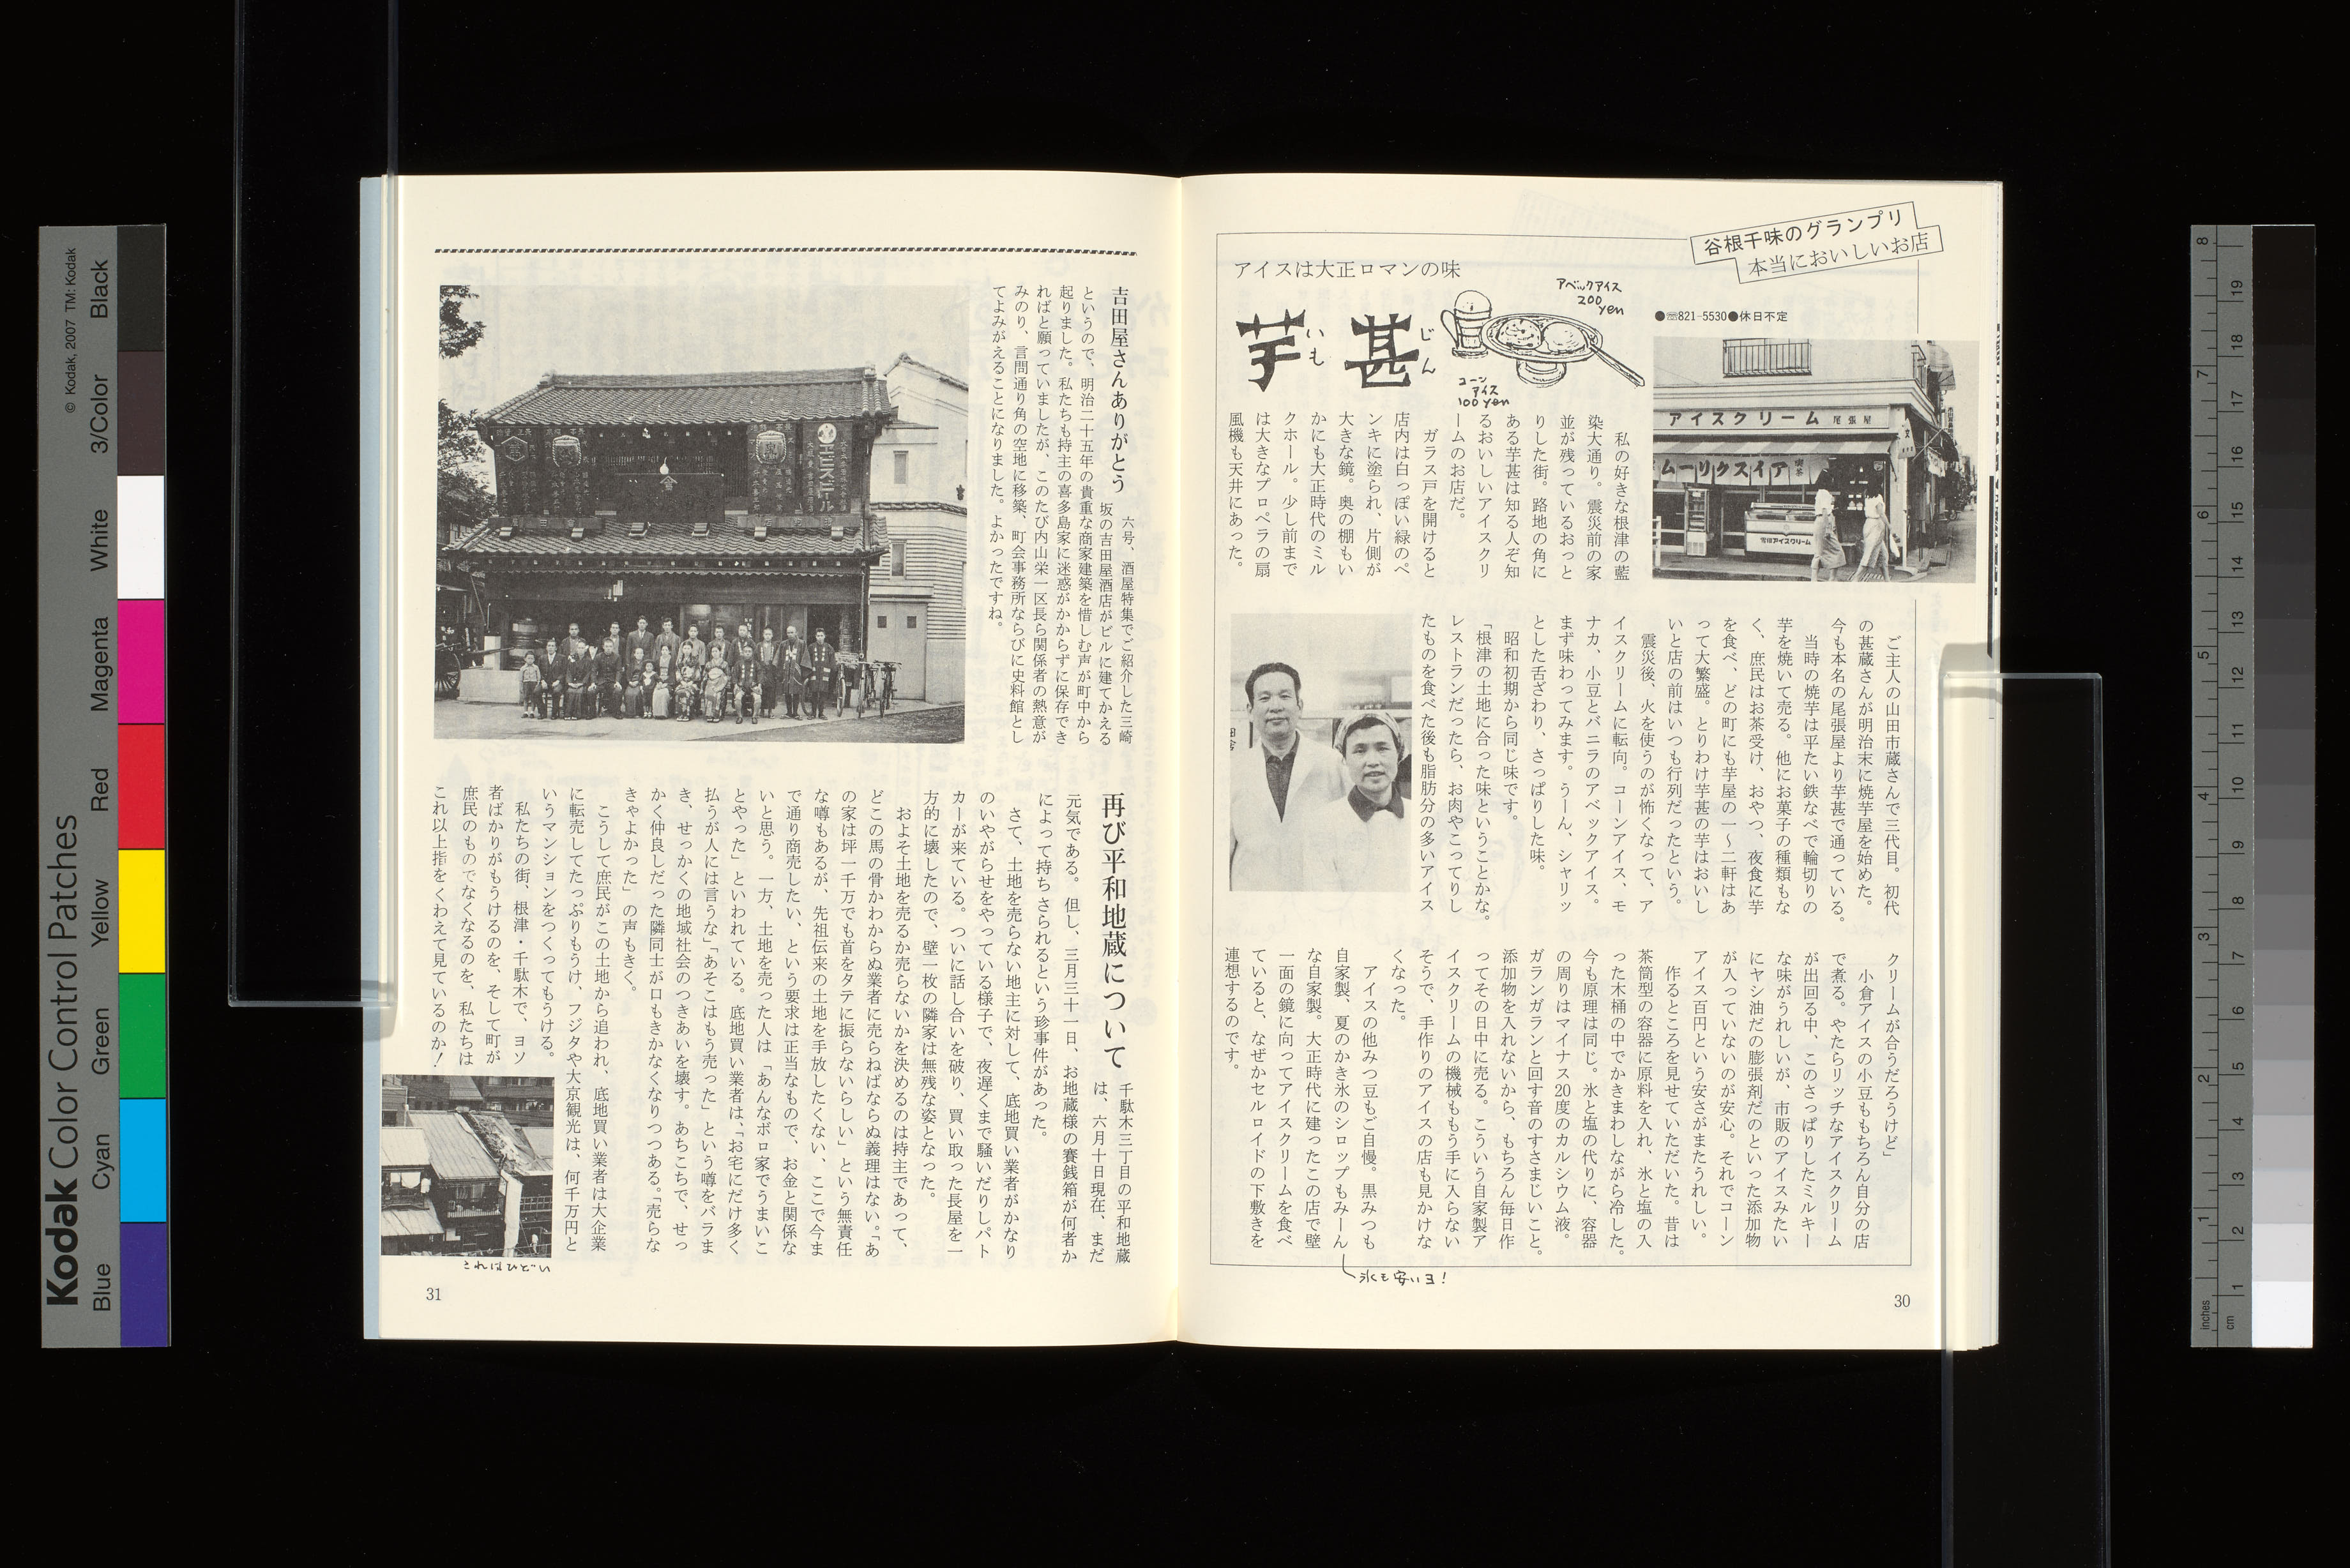 谷根千味のグランプリ
本当においしいお店
アイスは大正ロマンの味
芋甚
いも
じん
アベックアイス
200
yen
コーン
アイス
100 yen
●☏821-5530●休日不定
アイスクリーム 尾張屋
ムーリクスイア 喫茶
雪印アイスクリーム
私の好きな根津の藍
染大通り。震災前の家
並が残っているおっと
りした街。路地の角に
ある芋甚は知る人ぞ知
るおいしいアイスクリ
ームのお店だ。
ガラス戸を開けると
店内は白っぽい緑のペ
ンキに塗られ、片側が
大きな鏡。奥の棚もい
かにも大正時代のミル
クホール。少し前まで
は大きなプロペラの扇
風機も天井にあった。
ご主人の山田市蔵さんで三代目。初代
の甚蔵さんが明治末に焼芋屋を始めた。
今も本名の尾張屋より芋甚で通っている。
当時の焼芋は平たい鉄なべで輪切りの
芋を焼いて売る。他にお菓子の種類もな
く、庶民はお茶受け、おやつ、夜食に芋
を食べ、どの町にも芋屋の一〜二軒はあ
って大繁盛。とりわけ芋甚の芋はおいし
いと店の前はいつも行列だったという。
震災後、火を使うのが怖くなって、ア
イスクリームに転向。コーンアイス、モ
ナカ、小豆とバニラのアベックアイス。
まず味わってみます。うーん、シャリッ
とした舌ざわり、さっぱりした味。
昭和初期から同じ味です。
「根津の土地に合った味ということかな。
レストランだったら、お肉やこってりし
たものを食べた後も脂肪分の多いアイス
クリームが合うだろうけど」
小倉アイスの小豆ももちろん自分の店
で煮る。やたらリッチなアイスクリーム
が出回る中、このさっぱりしたミルキー
な味がうれしいが、市販のアイスみたい
にヤシ油だの膨張剤だのといった添加物
が入っていないのが安心。それでコーン
アイス百円という安さがまたうれしい。
作るところを見せていただいた。昔は
茶筒型の容器に原料を入れ、氷と塩の入
った木桶の中でかきまわしながら冷した。
今も原理は同じ。氷と塩の代りに、容器
の周りはマイナス20度のカルシウム液。
ガランガランと回す音のすさまじいこと。
添加物を入れないから、もちろん毎日作
ってその日中に売る。こういう自家製ア
イスクリームの機械ももう手に入らない
そうで、手作りのアイスの店も見かけな
くなった。
アイスの他みつ豆もご自慢。黒みつも
自家製、夏のかき氷のシロップもみーん
な自家製。大正時代に建ったこの店で壁
一面の鏡に向ってアイスクリームを食べ
ていると、なぜかセルロイドの下敷きを
連想するのです。
氷も安いヨ!
30
吉田屋さんありがとう
六号、酒屋特集でご紹介した三崎
坂の吉田屋酒店がビルに建てかえる
というので、明治二十五年の貴重な商家建築を惜しむ声が町中から
起りました。私たちも持主の喜多島家に迷惑がかからずに保存でき
ればと願っていましたが、このたび内山栄一区長ら関係者の熱意が
みのり、言問通り角の空地に移築、町会事務所ならびに史料館とし
てよみがえることになりました。よかったですね。
再び平和地蔵について
千駄木三丁目の平和地蔵
は、六月十日現在、まだ
元気である。但し、三月三十一日、お地蔵様の賽銭箱が何者か
によって持ちさられるという珍事件があった。
さて、土地を売らない地主に対して、底地買い業者がかなり
のいやがらせをやっている様子で、夜遅くまで騒いだりしパト
カーが来ている。ついに話し合いを破り、買い取った長屋を一
方的に壊したので、壁一枚の隣家は無残な姿となった。
およそ土地を売るか売らないかを決めるのは持主であって、
どこの馬の骨かわからぬ業者に売らねばならぬ義理はない。「あ
の家は坪一千万でも首をタテに振らないらしい」という無責任
な噂もあるが、先祖伝来の土地を手放したくない、ここで今ま
で通り商売したい、という要求は正当なもので、お金と関係な
いと思う。一方、土地を売った人は「あんなボロ家でうまいこ
とやった」といわれている。底地買い業者は、「お宅にだけ多く
払うが人には言うな」「あそこはもう売った」という噂をバラま
き、せっかくの地域社会のつきあいを壊す。あちこちで、せっ
かく仲良しだった隣同士が口もきかなくなりつつある。「売らな
きゃよかった」の声もきく。
こうして庶民がこの土地から追われ、底地買い業者は大企業
に転売してたっぷりもうけ、フジタや大京観光は、何千万円と
いうマンションをつくってもうける。
私たちの街、根津・千駄木で、ヨソ
者ばかりがもうけるのを、そして町が
庶民のものでなくなるのを、私たちは
これ以上指をくわえて見ているのか!
これはひどい
31
Kodak Color Control Patches
© Kodak, 2007 TM: Kodak
Blue
Cyan
Green
Yellow
Red
Magenta
White
3/Color
Black
inches
cm
1
2
3
4
5
6
7
8
1
2
3
4
5
6
7
8
9
10
11
12
13
14
15
16
17
18
19